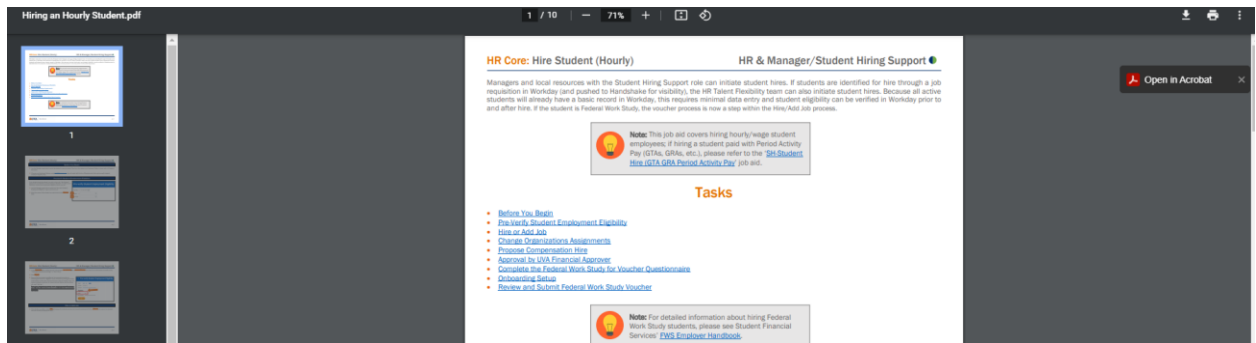 Hiring an Hourly Student.pdf
1 / 10
71%
Open in Acrobat
1
2
HR Core: Hire Student (Hourly)
HR & Manager/Student Hiring Support
Managers and local resources with the Student Hiring Support role can initiate student hires. If students are identified for hire through a job
requisition in Workday (and pushed to Handshake for visibility), the HR Talent Flexibility team can also initiate student hires. Because all active
students will already have a basic record in Workday, this requires minimal data entry and student eligibility can be verified in Workday prior to
and after hire. If the student is Federal Work Study, the voucher process is now a step within the Hire/Add Job process.
Note: This job aid covers hiring hourly/wage student
employees; if hiring a student paid with Period Activity
Pay (GTAs, GRAs, etc.), please refer to the 'SH-Student
Hire (GTA GRA Period Activity Pay' job aid.
Tasks
Before You Begin
Pre-Verify Student Employment Eligibility
Hire or Add Job
Change Organizations Assignments
Propose Compensation Hire
Approval by UVA Financial Approver
Complete the Federal Work Study for Voucher Questionnaire
Onboarding Setup
Review and Submit Federal Work Study Voucher
Note: For detailed information about hiring Federal
Work Study students, please see Student Financial
Services' FWS Employer Handbook.